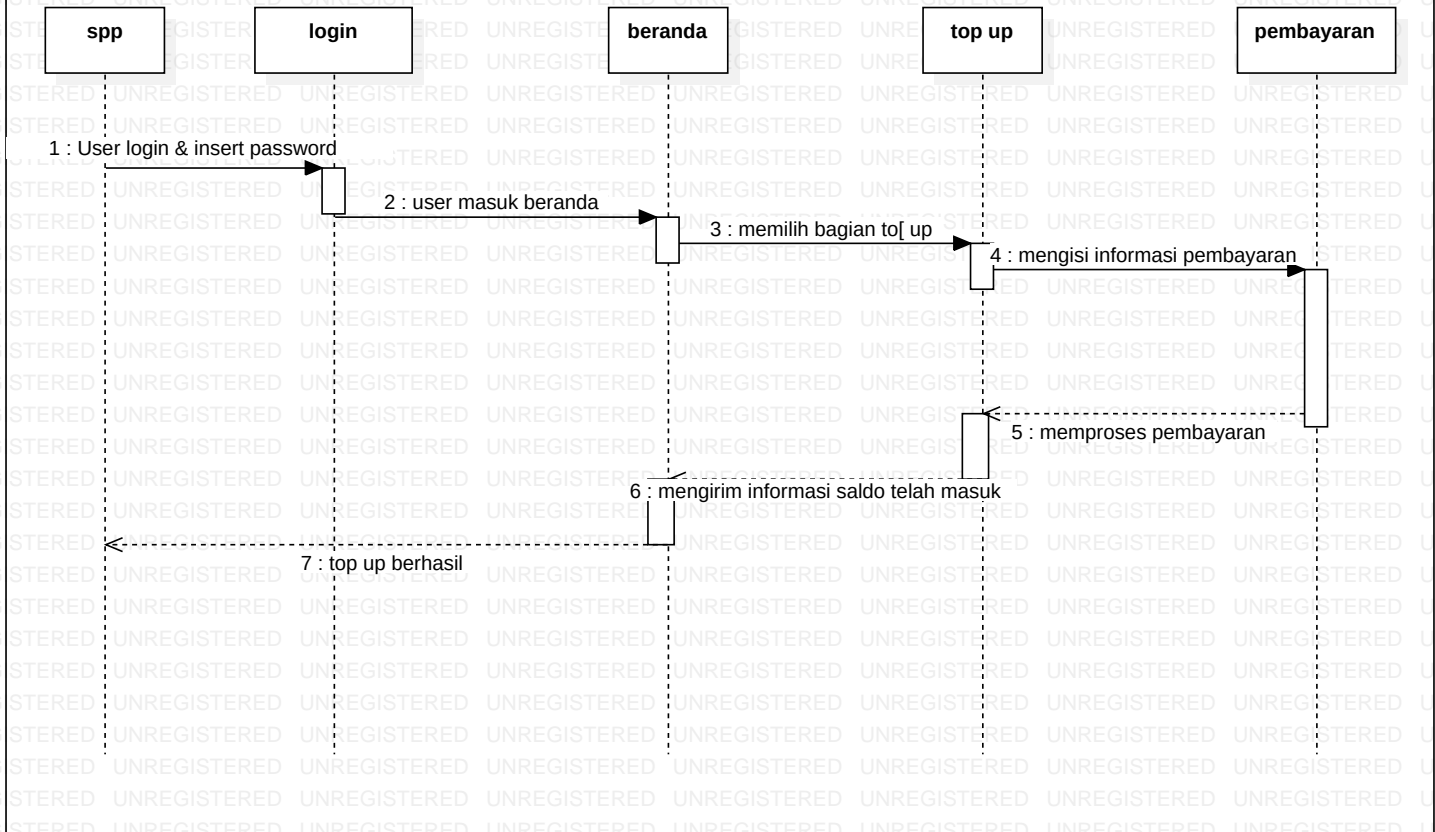 spp
login
beranda
top up
pembayaran
1 : User login & insert password
2 : user masuk beranda
3 : memilih bagian to[ up
4 : mengisi informasi pembayaran
5 : memproses pembayaran
6 : mengirim informasi saldo telah masuk
7 : top up berhasil
UNREGISTERED